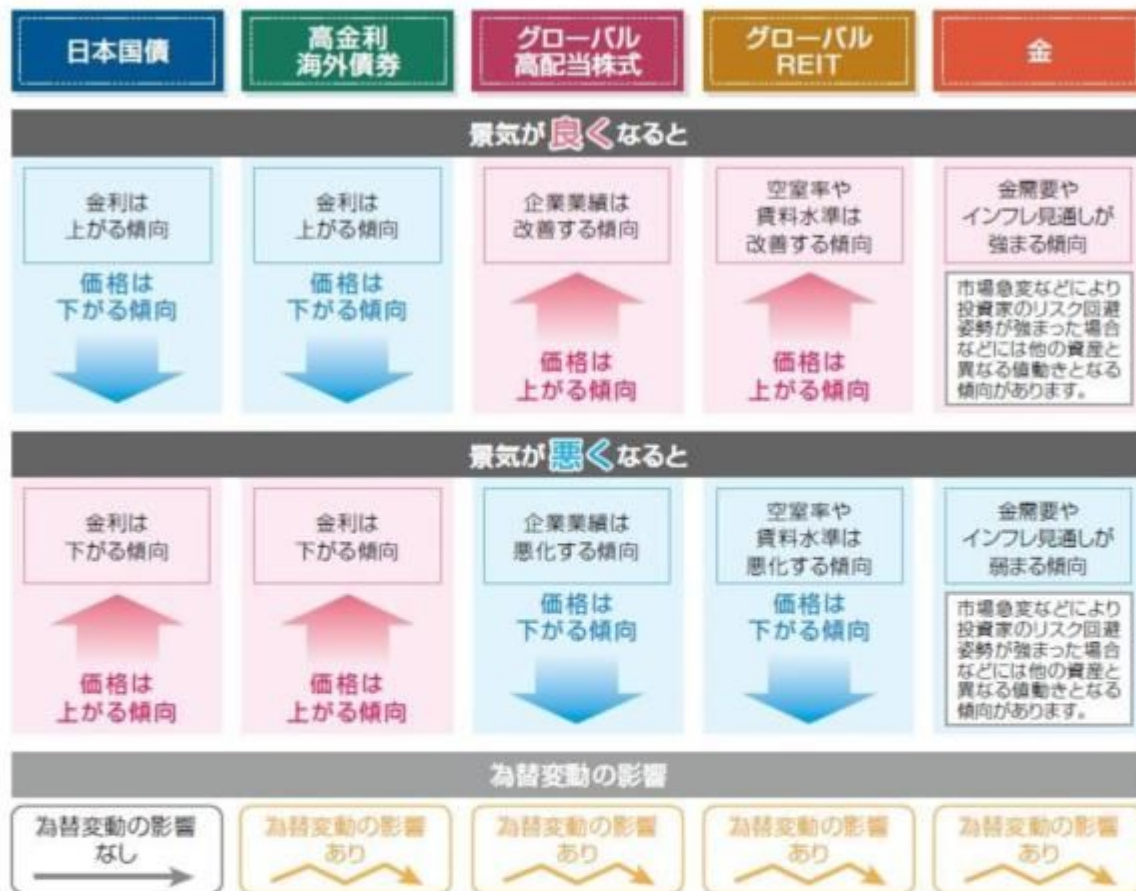 日本国債
高金利
海外債券
グローバル
高配当株式
グローバル
REIT
金
景気が良くなると
金利は
上がる傾向
価格は
下がる傾向
金利は
上がる傾向
価格は
下がる傾向
企業業績は
改善する傾向
価格は
上がる傾向
空室率や
賃料水準は
改善する傾向
価格は
上がる傾向
金需要や
インフレ見通しが
強まる傾向
市場急変などにより
投資家のリスク回避
姿勢が強まった場合
などには他の資産と
異なる値動きとなる
傾向があります。
景気が悪くなると
金利は
下がる傾向
価格は
上がる傾向
金利は
下がる傾向
価格は
上がる傾向
企業業績は
悪化する傾向
価格は
下がる傾向
空室率や
賃料水準は
悪化する傾向
価格は
下がる傾向
金需要や
インフレ見通しが
弱まる傾向
市場急変などにより
投資家のリスク回避
姿勢が強まった場合
などには他の資産と
異なる値動きとなる
傾向があります。
為替変動の影響
為替変動の影響
なし
為替変動の影響
あり
為替変動の影響
あり
為替変動の影響
あり
為替変動の影響
あり